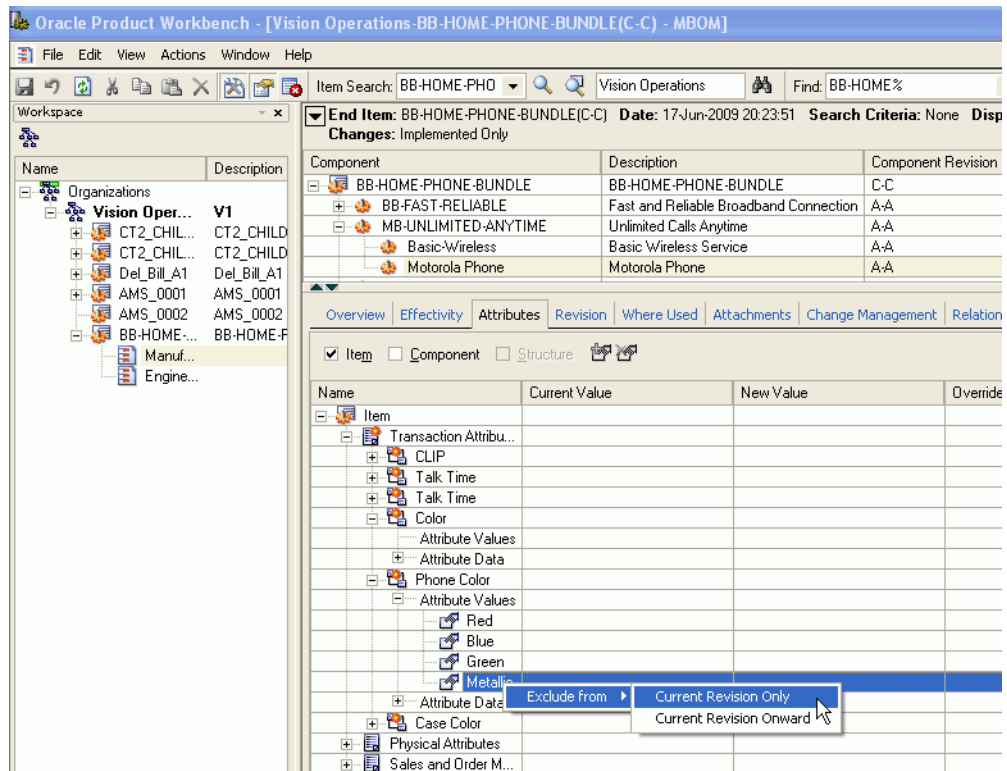 Oracle Product Workbench - [Vision Operations-BB-HOME-PHONE-BUNDLE(C-C) - MBOM]
File Edit View Actions Window Help
Item Search: BB-HOME-PHO Vision Operations Find: BB-HOME%
Workspace
Name Description
Organizations
Vision Oper... V1
CT2_CHIL... CT2_CHILD
CT2_CHIL... CT2_CHILD
Del_Bill_A1 Del_Bill_A1
AMS_0001 AMS_0001
AMS_0002 AMS_0002
BB-HOME-... BB-HOME-F
Manuf...
Engine...
End Item: BB-HOME-PHONE-BUNDLE(C-C) Date: 17-Jun-2009 20:23:51 Search Criteria: None Disp
Changes: Implemented Only
Component Description Component Revision
BB-HOME-PHONE-BUNDLE BB-HOME-PHONE-BUNDLE C-C
BB-FAST-RELIABLE Fast and Reliable Broadband Connection A-A
MB-UNLIMITED-ANYTIME Unlimited Calls Anytime A-A
Basic-Wireless Basic Wireless Service A-A
Motorola Phone Motorola Phone A-A
Overview Effectivity Attributes Revision Where Used Attachments Change Management Relation
Item Component Structure
Name Current Value New Value Override
Item
Transaction Attribu...
CLIP
Talk Time
Talk Time
Color
Attribute Values
Attribute Data
Phone Color
Attribute Values
Red
Blue
Green
Metallic
Exclude from Current Revision Only
Attribute Data Current Revision Onward
Case Color
Physical Attributes
Sales and Order M...